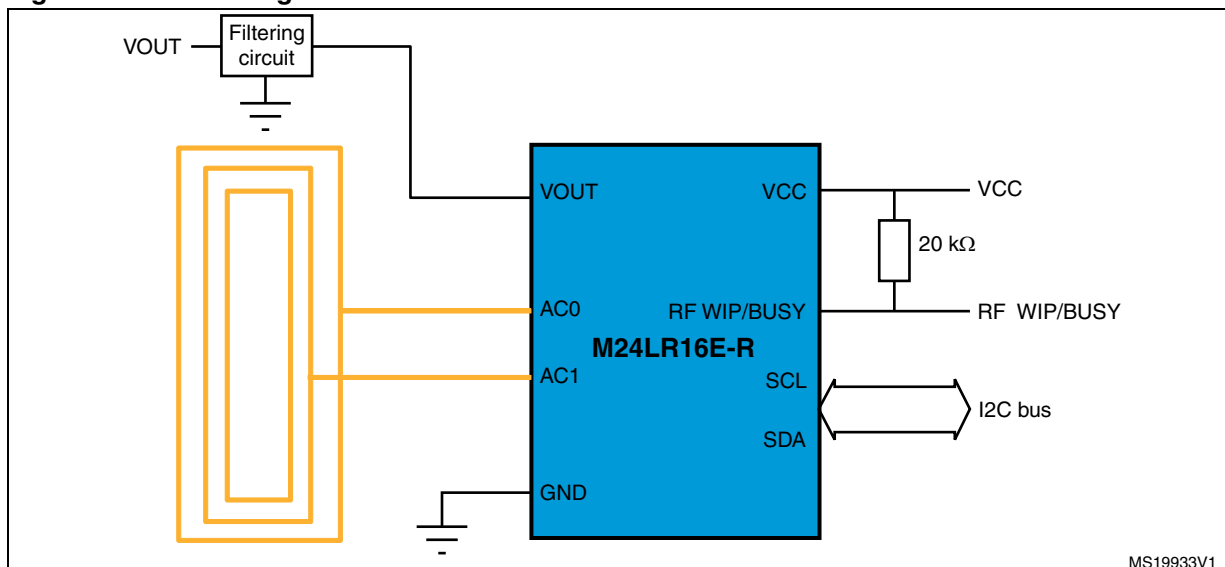 VOUT
Filtering
circuit
VOUT
VCC
VCC
20 kΩ
AC0
RF WIP/BUSY
RF WIP/BUSY
M24LR16E-R
AC1
SCL
I2C bus
SDA
GND
MS19933V1